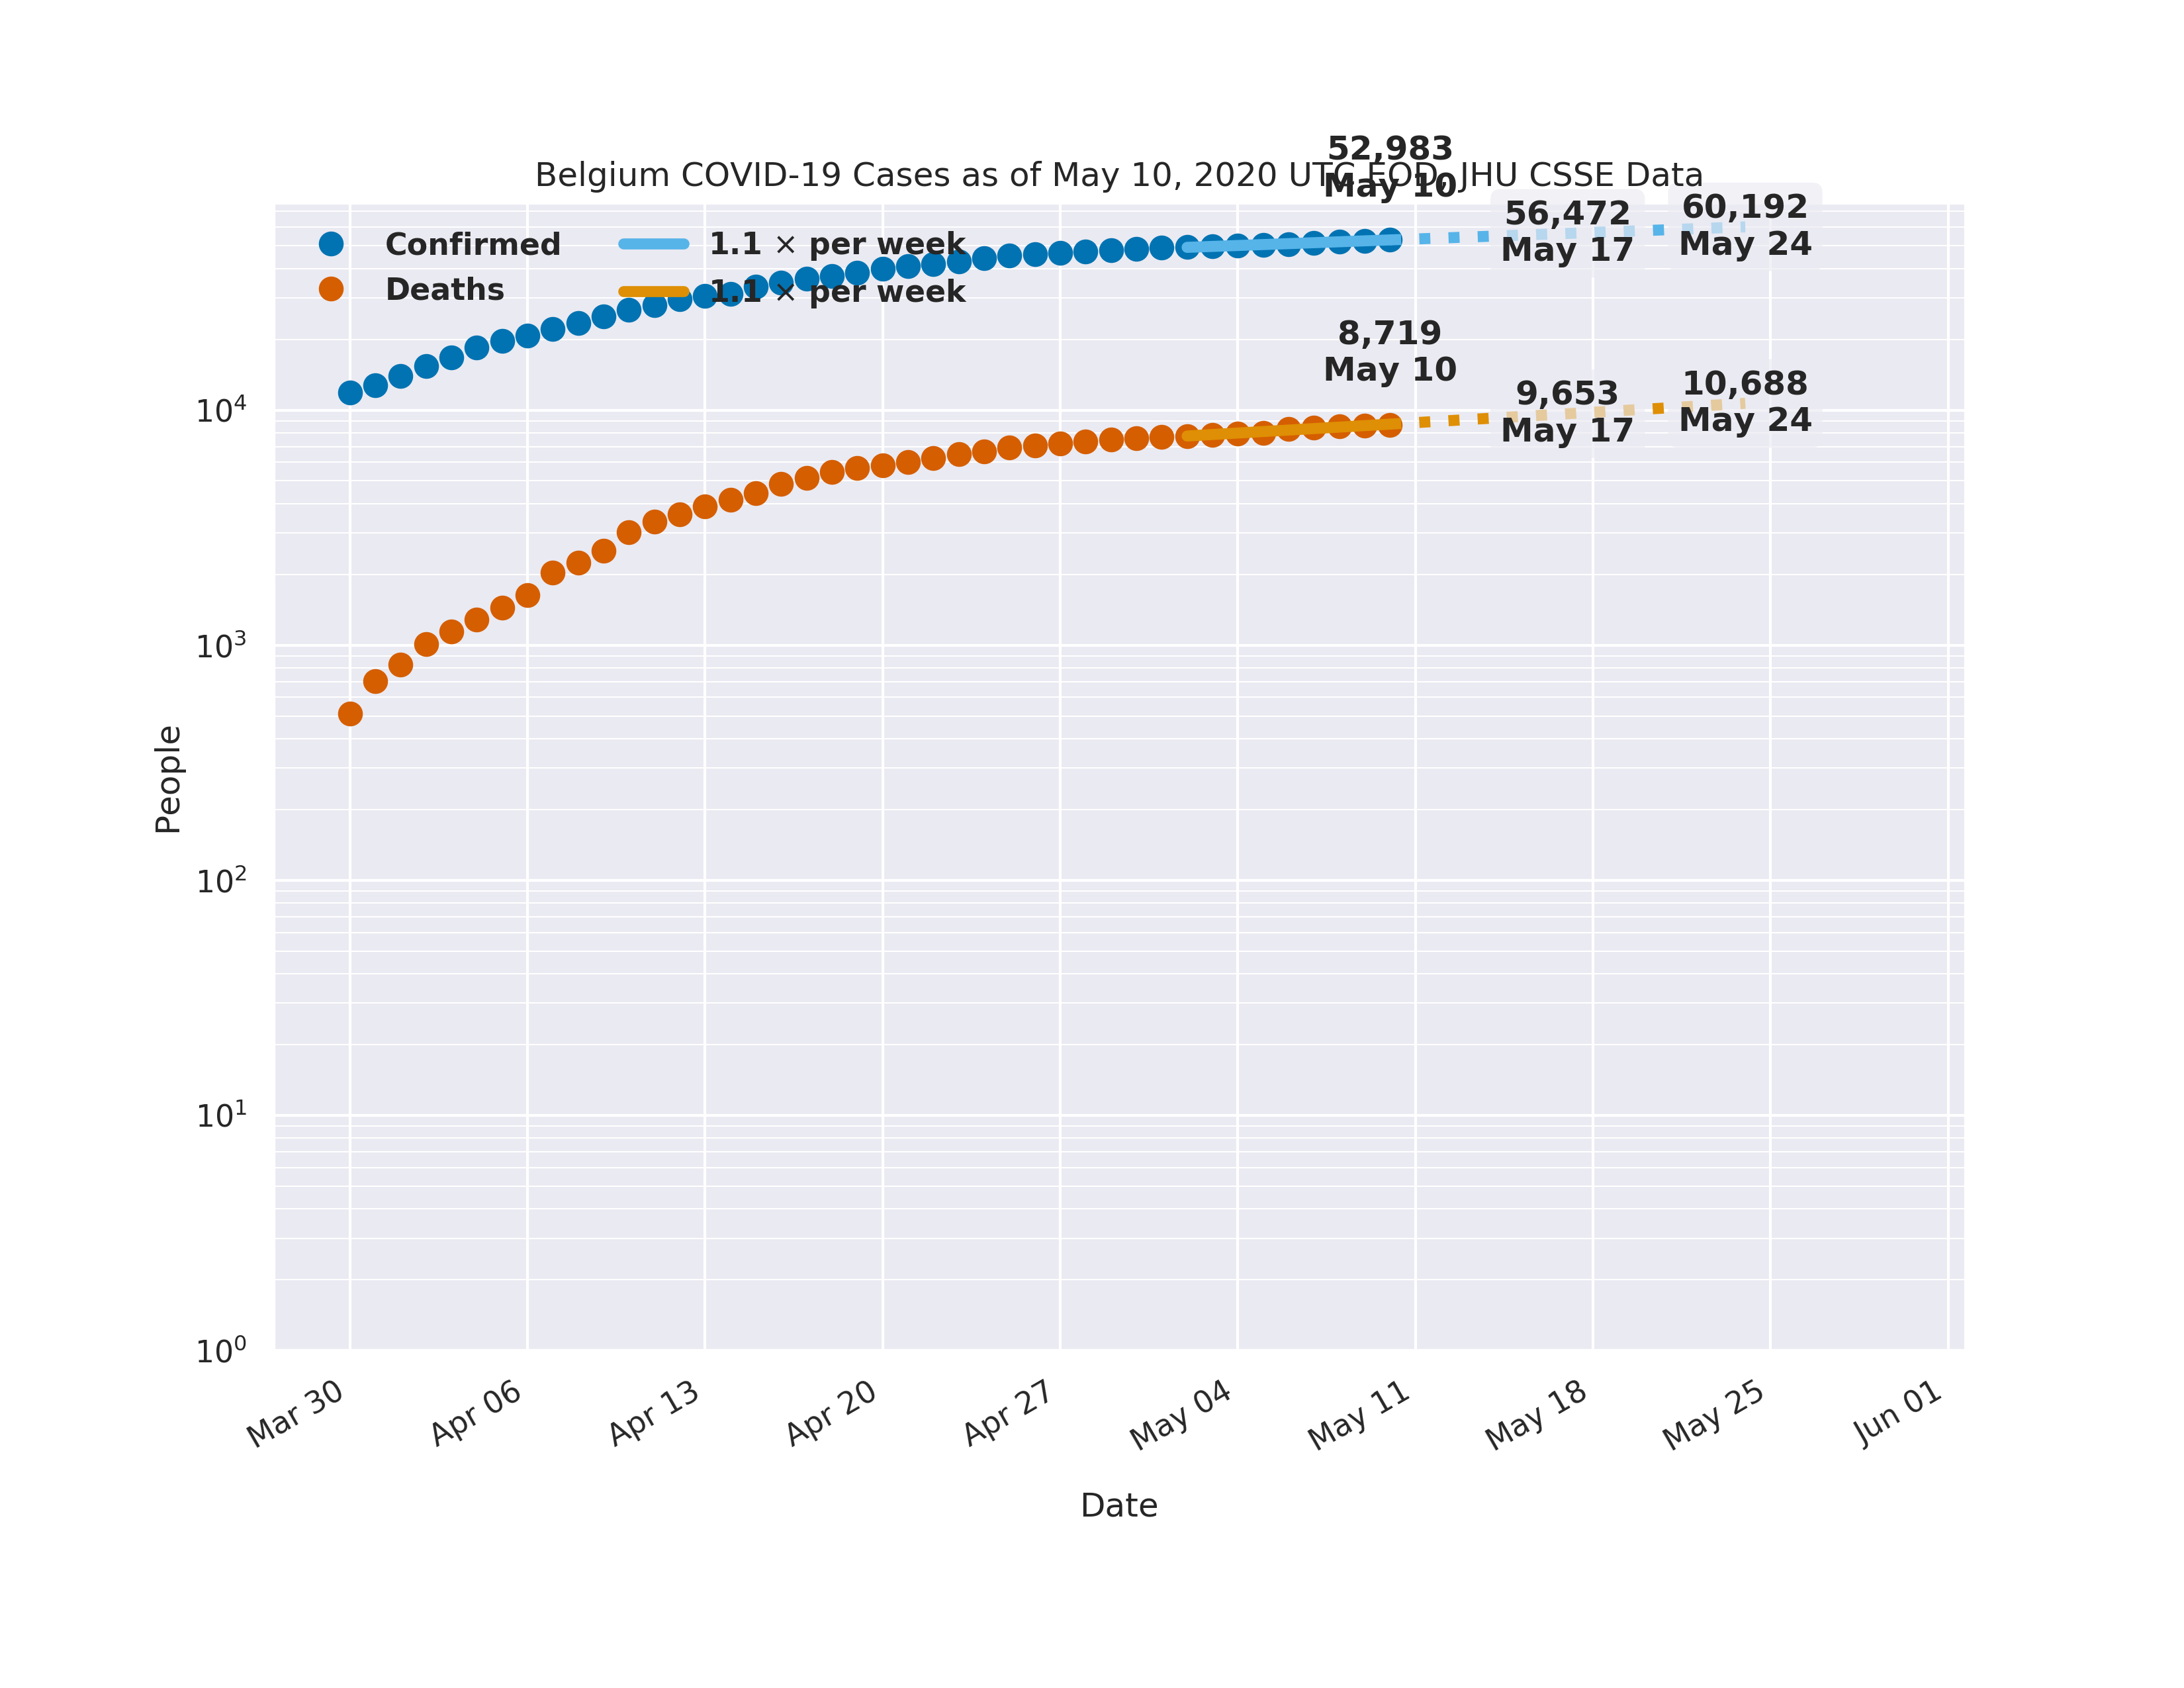 52,983
May 10
Belgium COVID-19 Cases as of May 10, 2020 UTC EOD, JHU CSSE Data
56,472
May 17
60,192
May 24
Confirmed
Deaths
1.1 × per week
1.1 × per week
8,719
May 10
9,653
May 17
10,688
May 24
10⁴
10³
10²
10¹
10⁰
People
Mar 30
Apr 06
Apr 13
Apr 20
Apr 27
May 04
May 11
May 18
May 25
Jun 01
Date